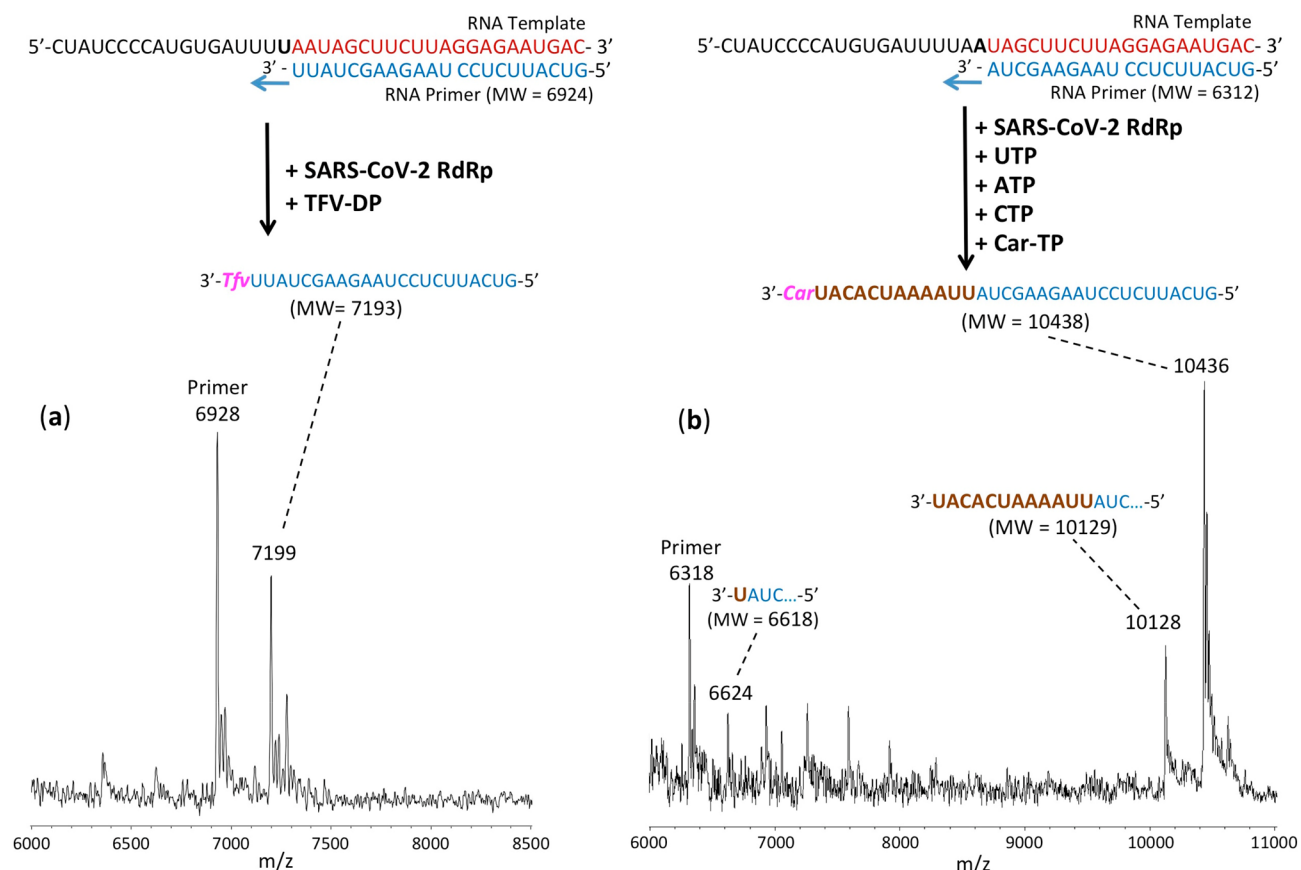 RNA Template
5’-CUAUCCCCAUGUGAUUUUAAUAGCUUCUUAGGAGAAUGAC- 3’
3’ - UUAUCGAAGAAU CCUCUUACUG-5’
RNA Primer (MW = 6924)
+ SARS-CoV-2 RdRp
+ TFV-DP
3’-TfvUUAUCGAAGAAUCCUCUUACUG-5’
(MW= 7193)
(a)
Primer
6928
7199
6000 6500 7000 7500 8000 8500
m/z
RNA Template
5’-CUAUCCCCAUGUGAUUUUAAUAGCUUCUUAGGAGAAUGAC- 3’
3’ - AUCGAAGAAU CCUCUUACUG-5’
RNA Primer (MW = 6312)
+ SARS-CoV-2 RdRp
+ UTP
+ ATP
+ CTP
+ Car-TP
3’-CarUACACUAAAAUUAUCGAAGAAUCCUCUUACUG-5’
(MW = 10438)
10436
(b)
3’-UACACUAAAAUUAUC…-5’
(MW = 10129)
10128
Primer
6318
3’-UAUC…-5’
(MW = 6618)
6624
6000 7000 8000 9000 10000 11000
m/z